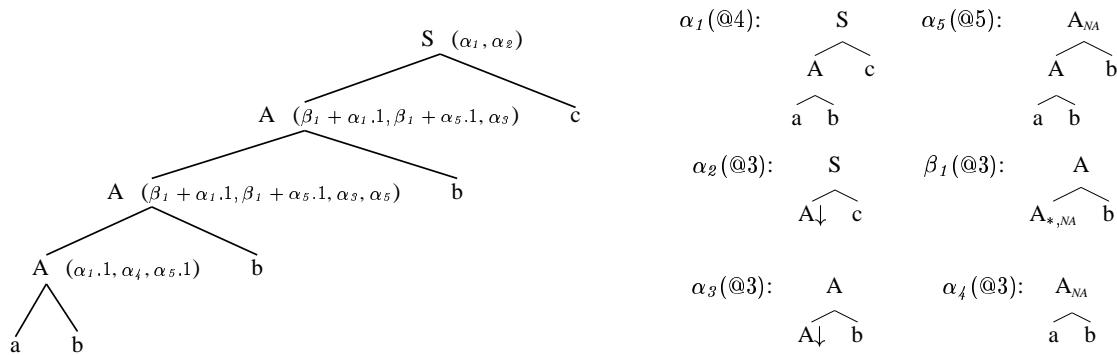 S (α₁, α₂)
A (β₁ + α₁.1, β₁ + α₅.1, α₃) c
A (β₁ + α₁.1, β₁ + α₅.1, α₃, α₅) b
A (α₁.1, α₄, α₅.1) b
a b
α₁(@4): S
A c
a b
α₅(@5): A_NA
A b
a b
α₂(@3): S
A↓ c
β₁(@3): A
A_*,NA b
α₃(@3): A
A↓ b
α₄(@3): A_NA
a b